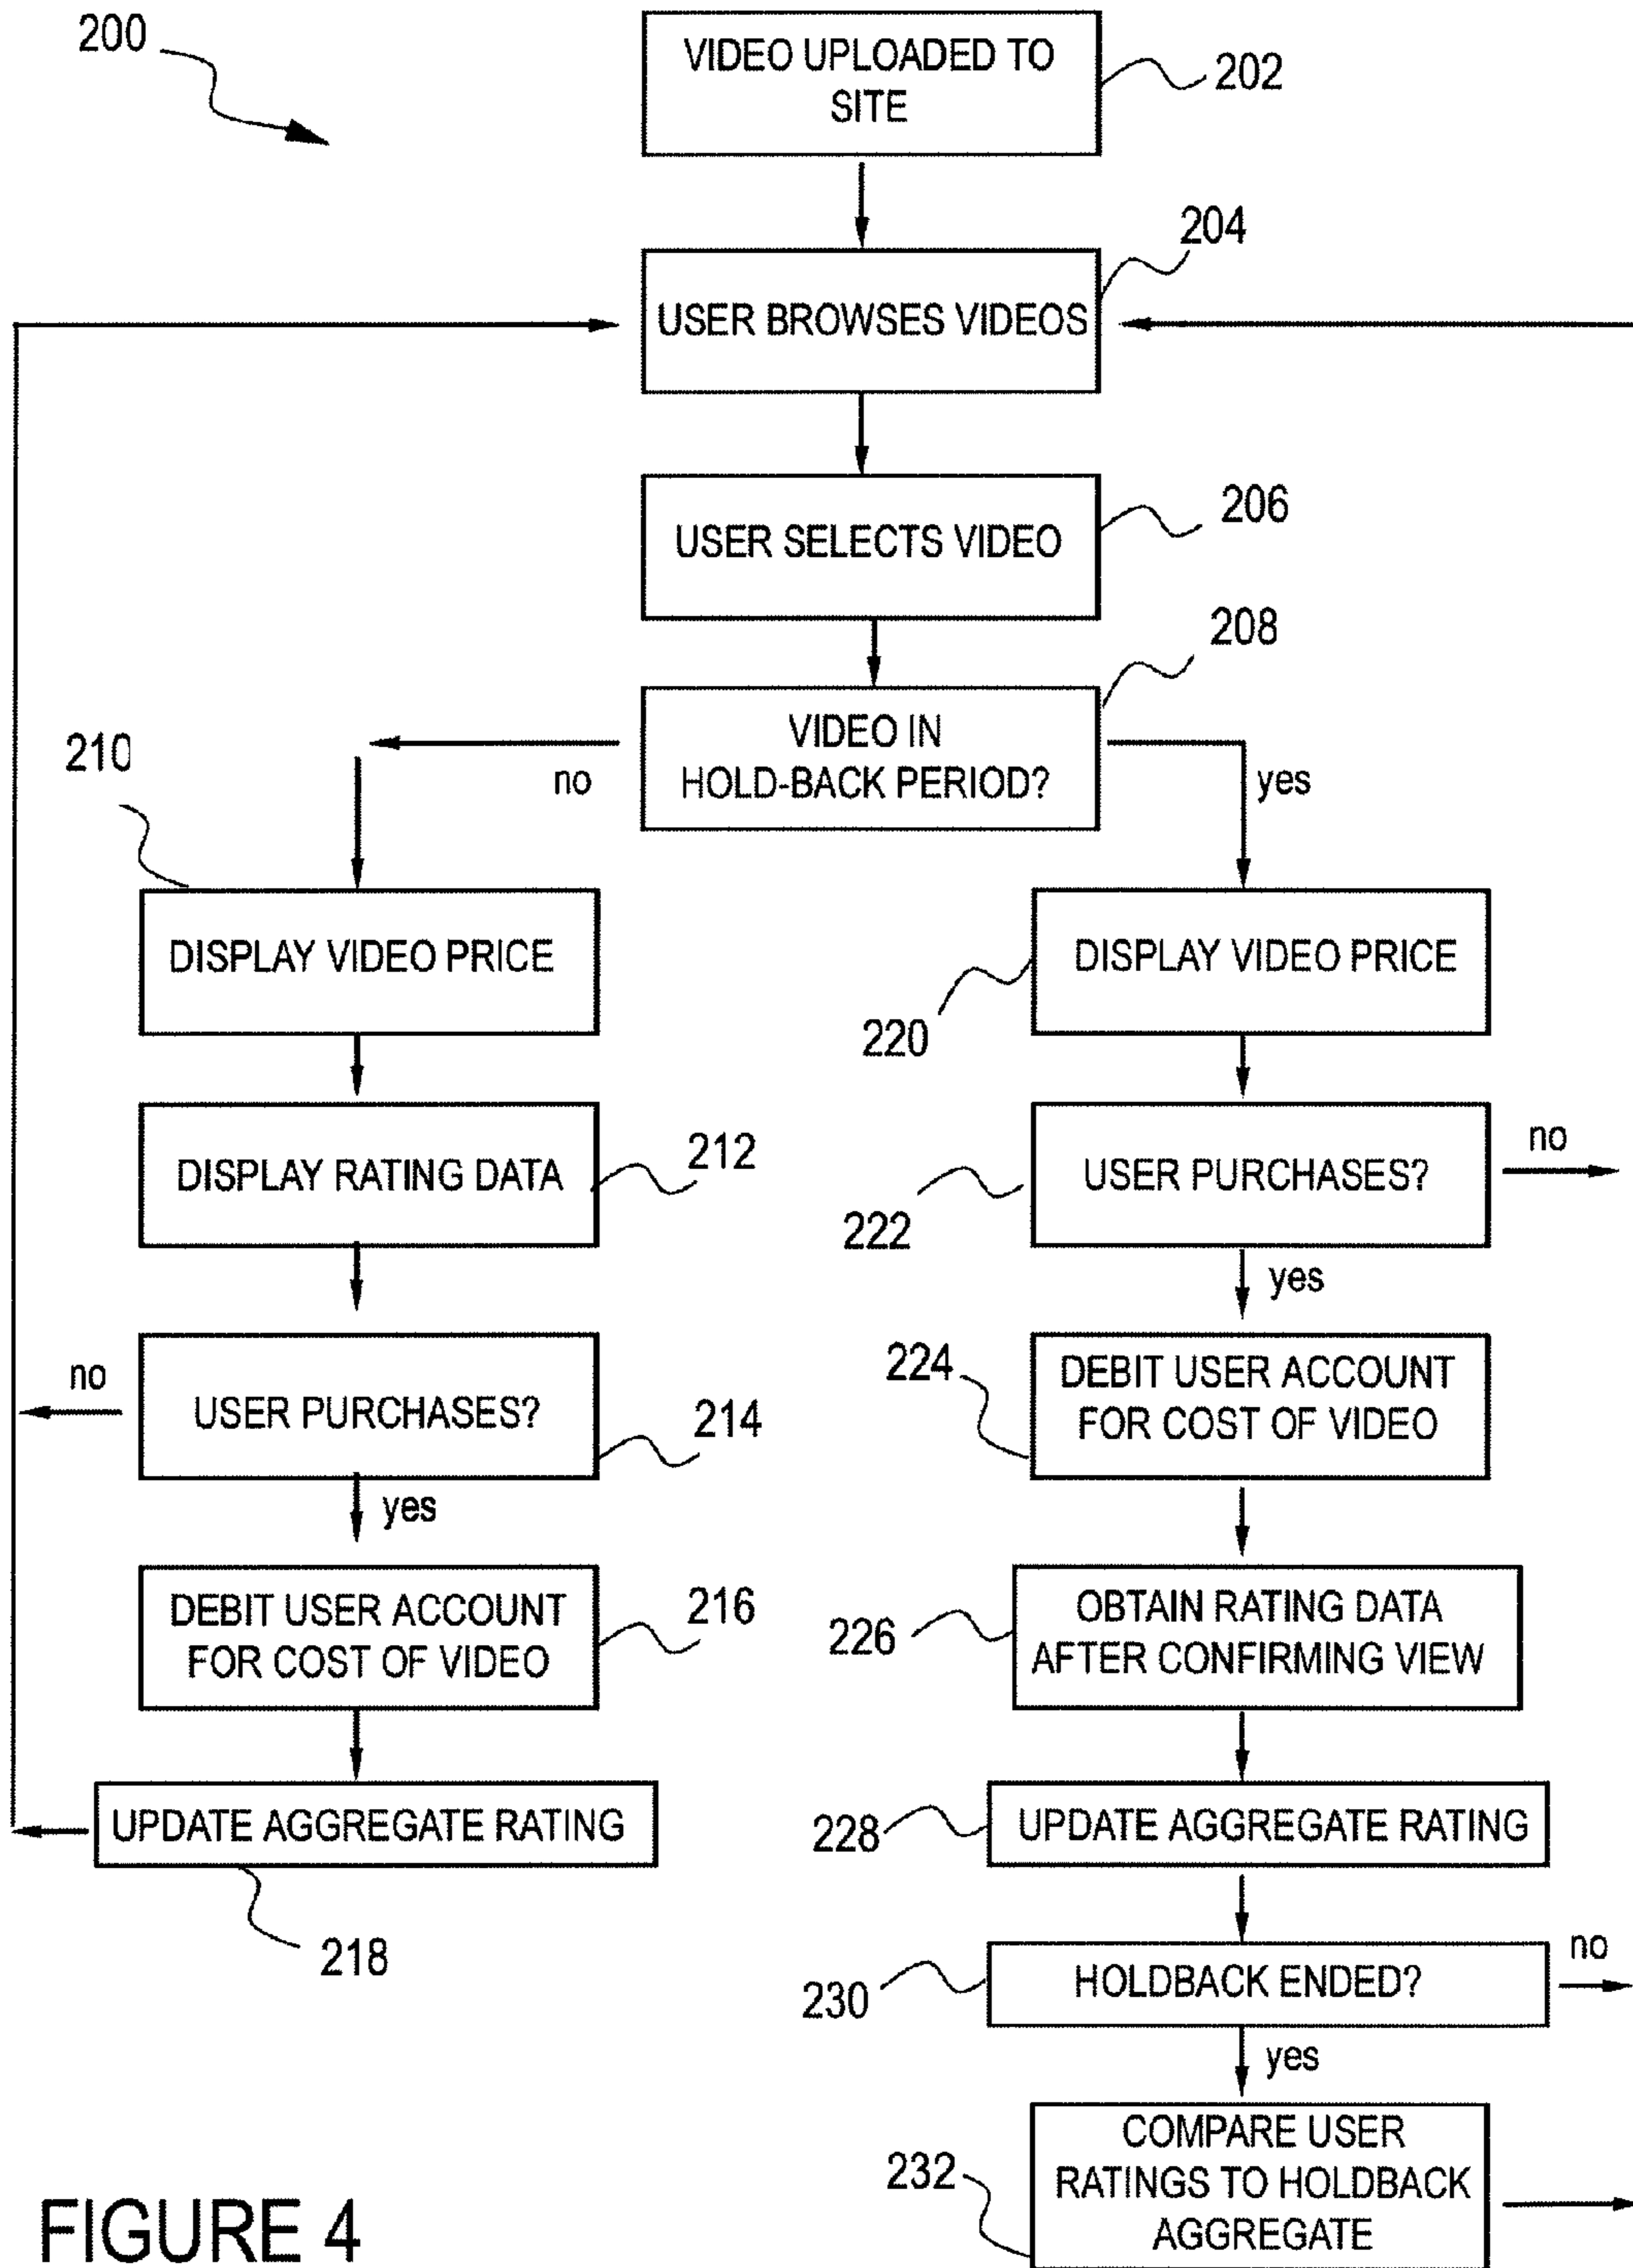 200
VIDEO UPLOADED TO
SITE
202
204
USER BROWSES VIDEOS
206
USER SELECTS VIDEO
208
VIDEO IN
HOLD-BACK PERIOD?
no
yes
210
DISPLAY VIDEO PRICE
DISPLAY RATING DATA
212
USER PURCHASES?
no
214
yes
DEBIT USER ACCOUNT
FOR COST OF VIDEO
216
UPDATE AGGREGATE RATING
218
DISPLAY VIDEO PRICE
220
USER PURCHASES?
no
222
yes
224
DEBIT USER ACCOUNT
FOR COST OF VIDEO
226
OBTAIN RATING DATA
AFTER CONFIRMING VIEW
228
UPDATE AGGREGATE RATING
230
HOLDBACK ENDED?
no
yes
232
COMPARE USER
RATINGS TO HOLDBACK
AGGREGATE
FIGURE 4